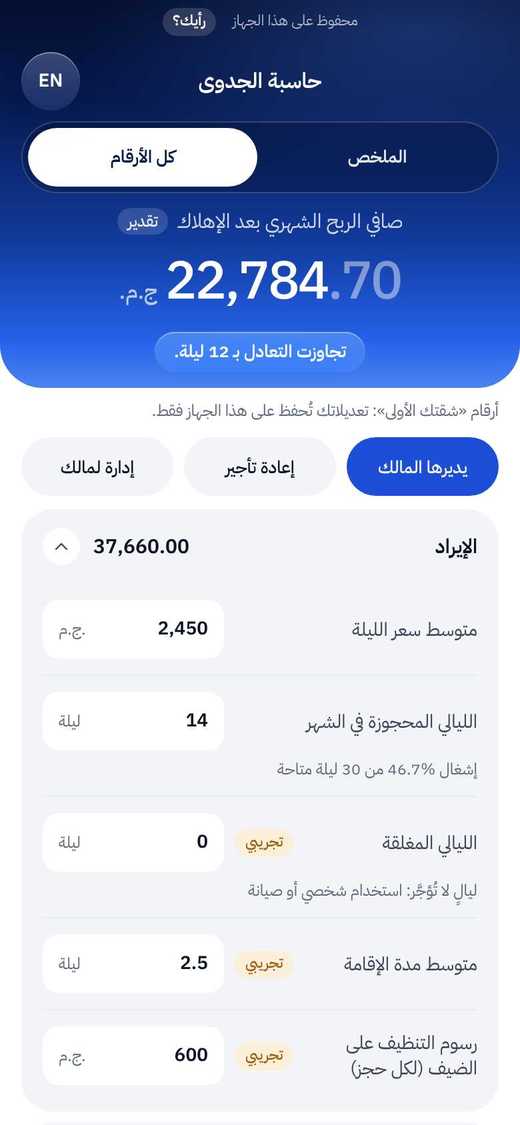 محفوظ على هذا الجهاز رأيك؟
حاسبة الجدوى EN
الملخص كل الأرقام
صافي الربح الشهري بعد الإهلاك تقدير
22,784.70 ج.م.
تجاوزت التعادل بـ 12 ليلة.
أرقام «شقتك الأولى»: تعديلاتك تُحفظ على هذا الجهاز فقط.
يديرها المالك إعادة تأجير إدارة لمالك
الإيراد 37,660.00
متوسط سعر الليلة 2,450 ج.م.
الليالي المحجوزة في الشهر 14 ليلة
إشغال 46.7% من 30 ليلة متاحة
الليالي المغلقة تجريبي 0 ليلة
ليالٍ لا تُؤجَّر: استخدام شخصي أو صيانة
متوسط مدة الإقامة تجريبي 2.5 ليلة
رسوم التنظيف على
الضيف (لكل حجز) تجريبي 600 ج.م.